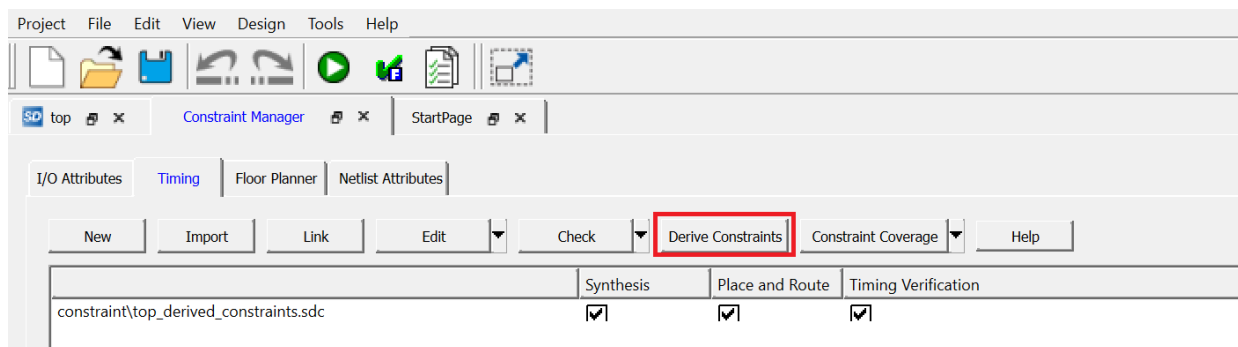 Project File Edit View Design Tools Help
F
SD top Constraint Manager StartPage
I/O Attributes Timing Floor Planner Netlist Attributes
New Import Link Edit Check Derive Constraints Constraint Coverage Help
Synthesis Place and Route Timing Verification
constraint\top_derived_constraints.sdc